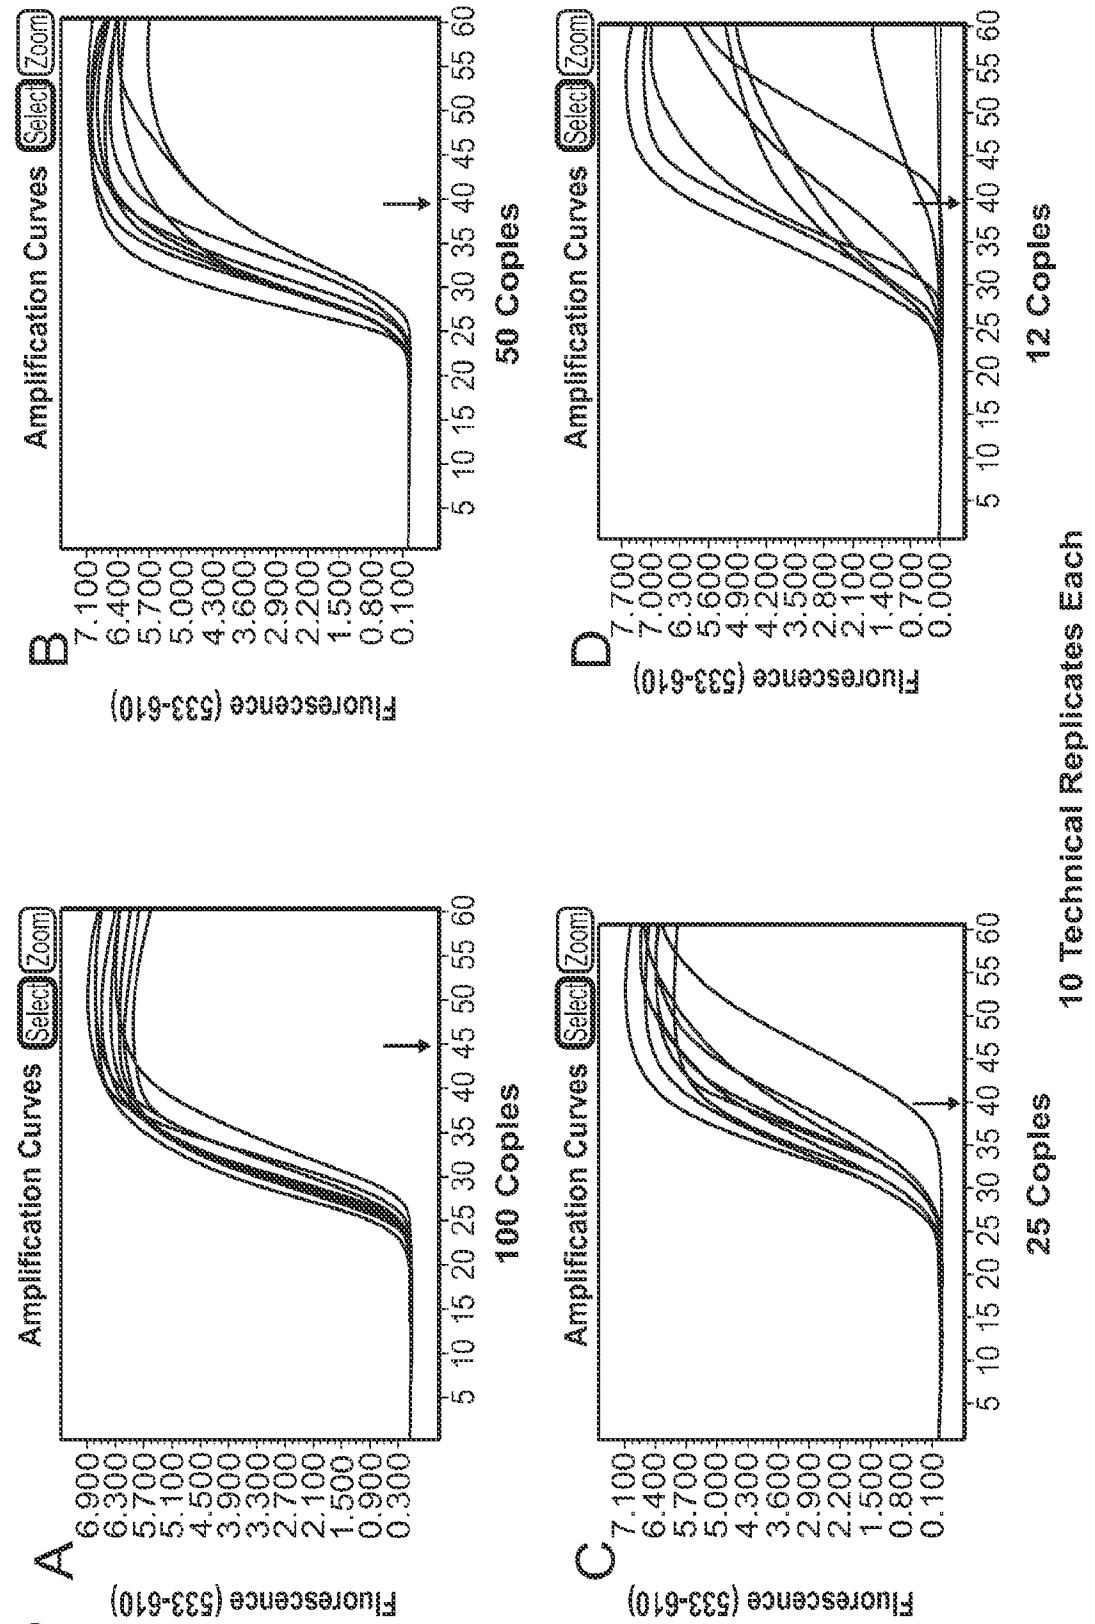 A
Amplification Curves Select Zoom
Fluorescence (533-610)
6.900
6.300
5.700
5.100
4.500
3.900
3.300
2.700
2.100
1.500
0.900
0.300
5 10 15 20 25 30 35 40 45 50 55 60
100 Copies
B
Amplification Curves Select Zoom
Fluorescence (533-610)
7.100
6.400
5.700
5.000
4.300
3.600
2.900
2.200
1.500
0.800
0.100
5 10 15 20 25 30 35 40 45 50 55 60
50 Copies
C
Amplification Curves Select Zoom
Fluorescence (533-610)
7.100
6.400
5.700
5.000
4.300
3.600
2.900
2.200
1.500
0.800
0.100
5 10 15 20 25 30 35 40 45 50 55 60
25 Copies
D
Amplification Curves Select Zoom
Fluorescence (533-610)
7.700
7.000
6.300
5.600
4.900
4.200
3.500
2.800
2.100
1.400
0.700
0.000
5 10 15 20 25 30 35 40 45 50 55 60
12 Copies
10 Technical Replicates Each